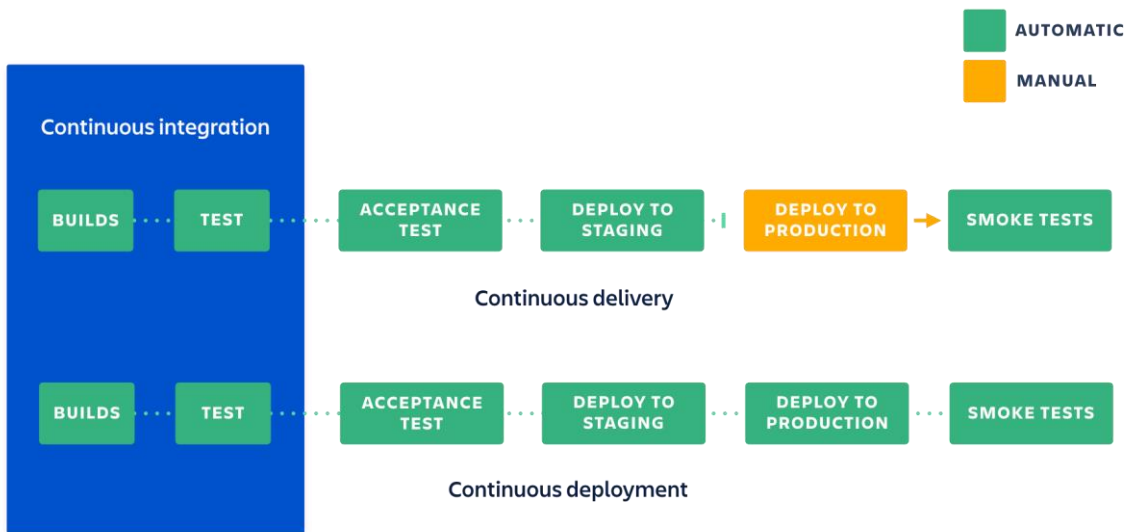 AUTOMATIC
MANUAL
Continuous integration
BUILDS
TEST
ACCEPTANCE
TEST
DEPLOY TO
STAGING
DEPLOY TO
PRODUCTION
SMOKE TESTS
Continuous delivery
BUILDS
TEST
ACCEPTANCE
TEST
DEPLOY TO
STAGING
DEPLOY TO
PRODUCTION
SMOKE TESTS
Continuous deployment